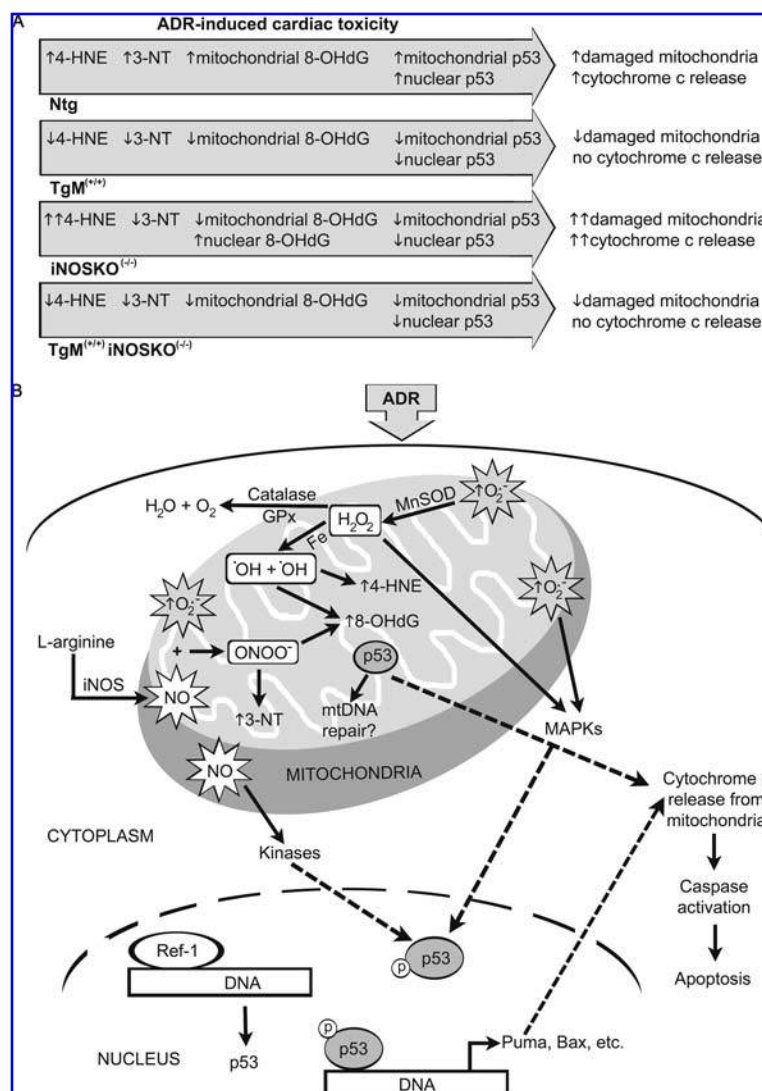 A
ADR-induced cardiac toxicity
↑4-HNE ↑3-NT ↑mitochondrial 8-OHdG ↑mitochondrial p53 ↑damaged mitochondria
↑nuclear p53 ↑cytochrome c release
Ntg
↓4-HNE ↓3-NT ↓mitochondrial 8-OHdG ↓mitochondrial p53 ↓damaged mitochondria
↓nuclear p53 no cytochrome c release
TgM(+/+)
↑↑4-HNE ↓3-NT ↓mitochondrial 8-OHdG ↓mitochondrial p53 ↑↑damaged mitochondria
↑nuclear 8-OHdG ↓nuclear p53 ↑↑cytochrome c release
iNOSKO(-/-)
↓4-HNE ↓3-NT ↓mitochondrial 8-OHdG ↓mitochondrial p53 ↓damaged mitochondria
↓nuclear p53 no cytochrome c release
TgM(+/+) iNOSKO(-/-)
B
ADR
H₂O + O₂
Catalase
GPx
H₂O₂
MnSOD
↑O₂·⁻
Fe
˙OH + ˙OH
↑4-HNE
↑O₂·⁻
↑O₂·⁻
↑8-OHdG
L-arginine
+
ONOO⁻
p53
iNOS
NO
↑3-NT
mtDNA
repair?
MAPKs
NO
MITOCHONDRIA
Cytochrome
release from
mitochondria
CYTOPLASM
Kinases
Caspase
activation
Ref-1
p53
p
DNA
Apoptosis
p
p53
Puma, Bax, etc.
NUCLEUS
p53
DNA